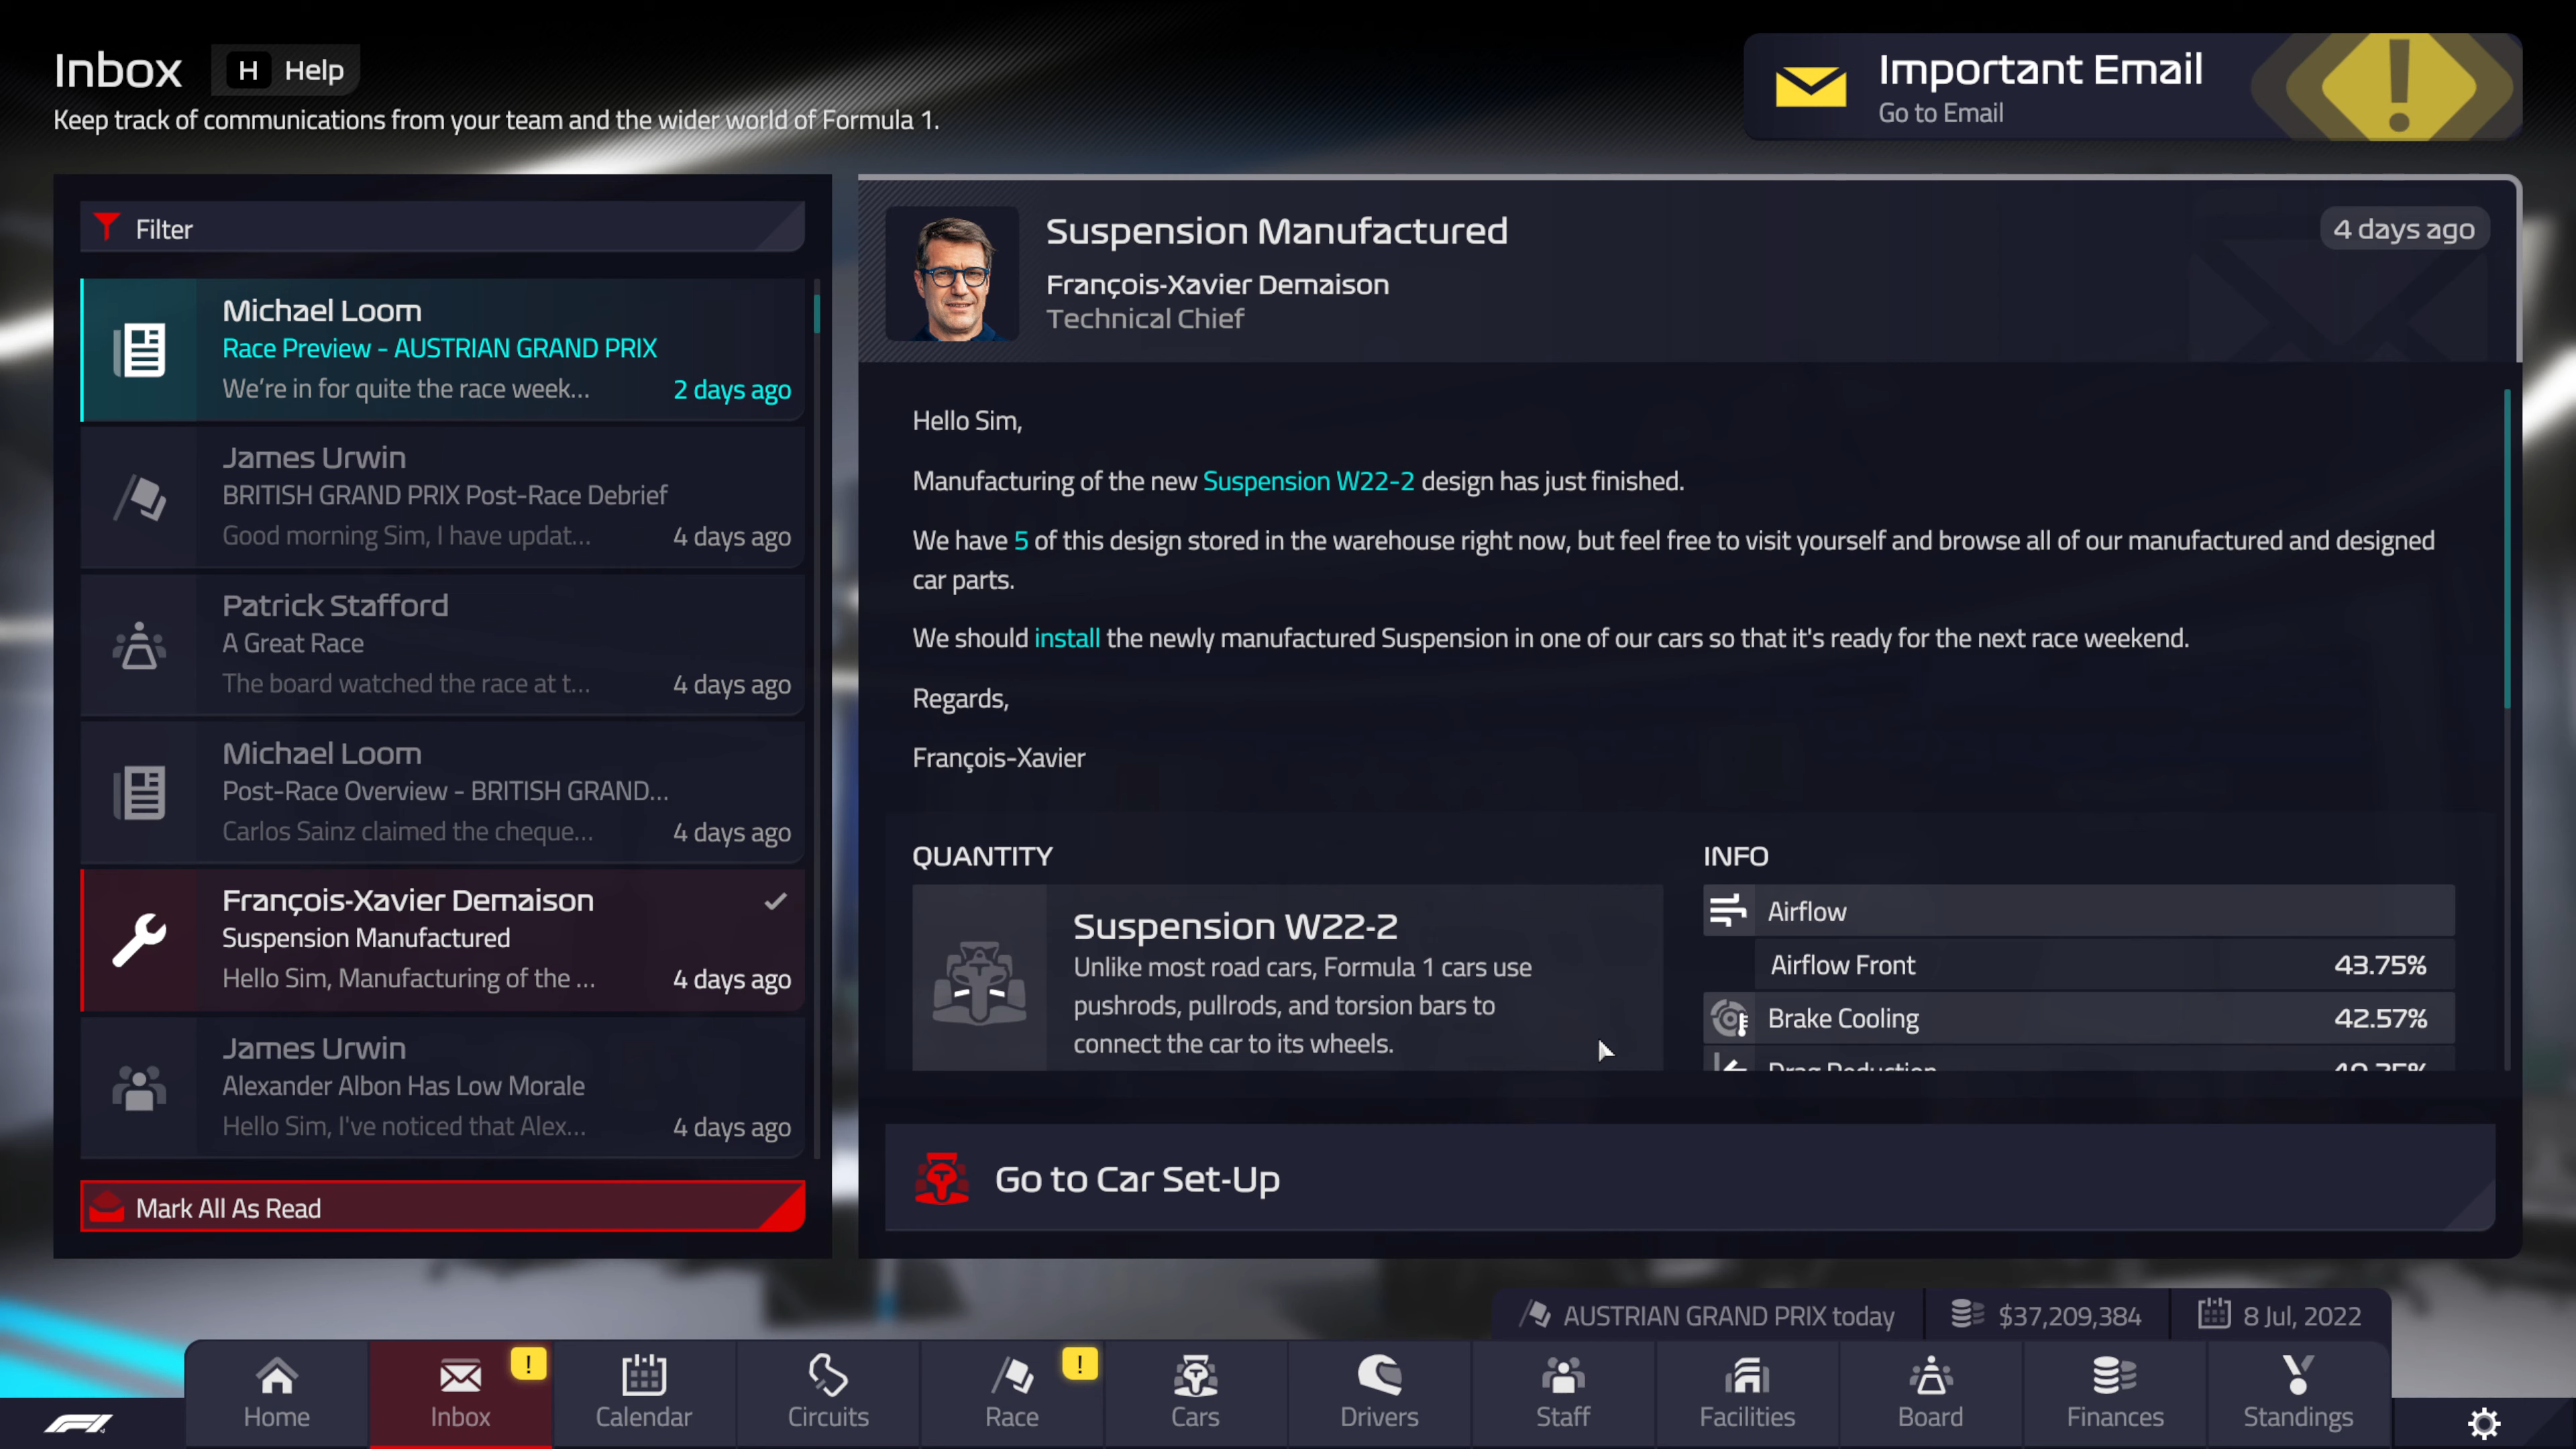 Inbox
H Help
Keep track of communications from your team and the wider world of Formula 1.
Important Email
Go to Email
Filter
Michael Loom
Race Preview - AUSTRIAN GRAND PRIX
We're in for quite the race week...
2 days ago
James Urwin
BRITISH GRAND PRIX Post-Race Debrief
Good morning Sim, I have updat...
4 days ago
Patrick Stafford
A Great Race
The board watched the race at t...
4 days ago
Michael Loom
Post-Race Overview - BRITISH GRAND...
Carlos Sainz claimed the cheque...
4 days ago
François-Xavier Demaison
Suspension Manufactured
Hello Sim, Manufacturing of the ...
4 days ago
James Urwin
Alexander Albon Has Low Morale
Hello Sim, I've noticed that Alex...
4 days ago
Mark All As Read
Suspension Manufactured
4 days ago
François-Xavier Demaison
Technical Chief
Hello Sim,
Manufacturing of the new Suspension W22-2 design has just finished.
We have 5 of this design stored in the warehouse right now, but feel free to visit yourself and browse all of our manufactured and designed
car parts.
We should install the newly manufactured Suspension in one of our cars so that it's ready for the next race weekend.
Regards,
François-Xavier
QUANTITY
Suspension W22-2
Unlike most road cars, Formula 1 cars use
pushrods, pullrods, and torsion bars to
connect the car to its wheels.
INFO
Airflow
Airflow Front 43.75%
Brake Cooling 42.57%
Drag Reduction
Go to Car Set-Up
AUSTRIAN GRAND PRIX today
$37,209,384
8 Jul, 2022
Home
Inbox
!
Calendar
Circuits
Race
!
Cars
Drivers
Staff
Facilities
Board
Finances
Standings
F1